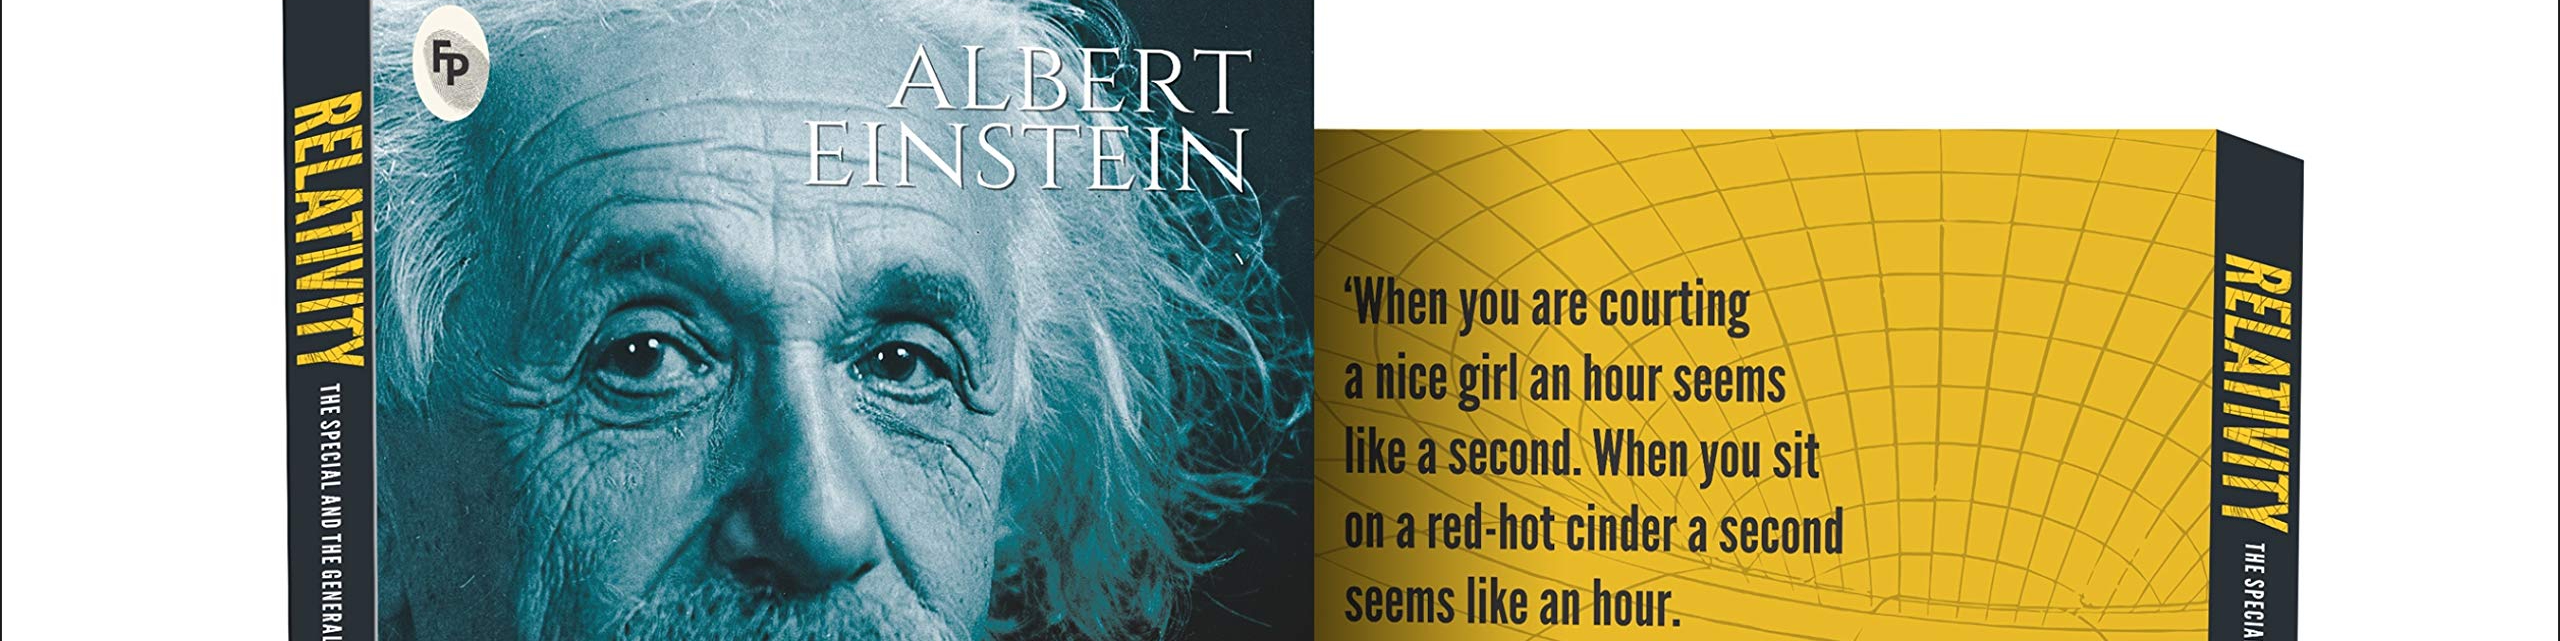 FP
ALBERT
EINSTEIN
RELATIVITY
THE SPECIAL AND THE GENERAL
‘When you are courting
a nice girl an hour seems
like a second. When you sit
on a red-hot cinder a second
seems like an hour.
RELATIVITY
THE